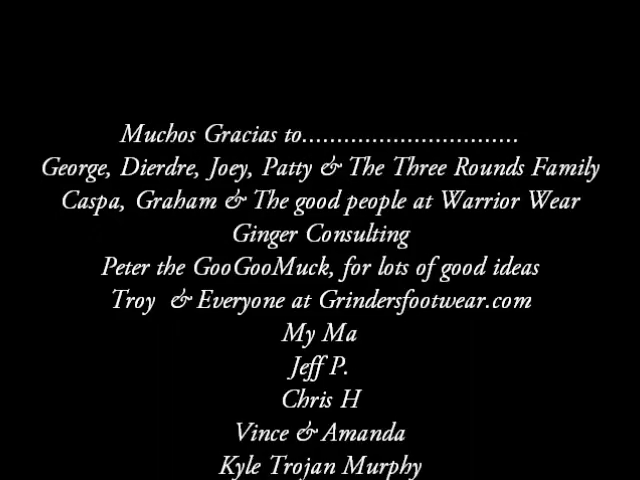 Muchos Gracias to...............................
George, Dierdre, Joey, Patty & The Three Rounds Family
Caspa, Graham & The good people at Warrior Wear
Ginger Consulting
Peter the GooGooMuck, for lots of good ideas
Troy  & Everyone at Grindersfootwear.com
My Ma
Jeff P.
Chris H
Vince & Amanda
Kyle Trojan Murphy